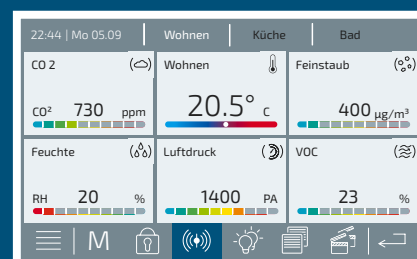 22:44 | Mo 05.09 Wohnen Küche Bad
CO 2 Wohnen Feinstaub
CO² 730 ppm 20.5° C 400 µg/m³
Feuchte Luftdruck VOC
RH 20 % 1400 PA 23 %
M